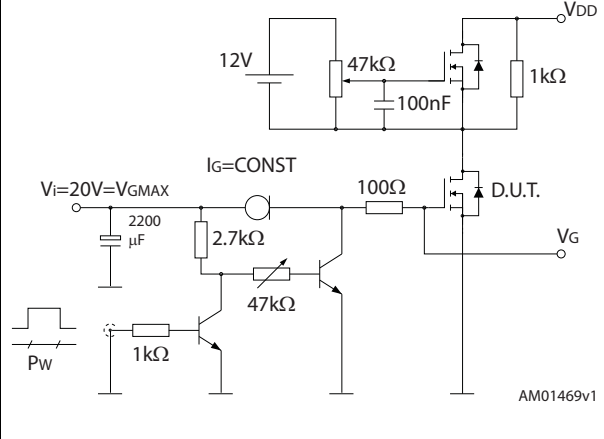 VDD
12V
47kΩ
1kΩ
100nF
IG=CONST
Vi=20V=VGMAX
100Ω
D.U.T.
2200
μF
2.7kΩ
VG
47kΩ
1kΩ
PW
AM01469v1